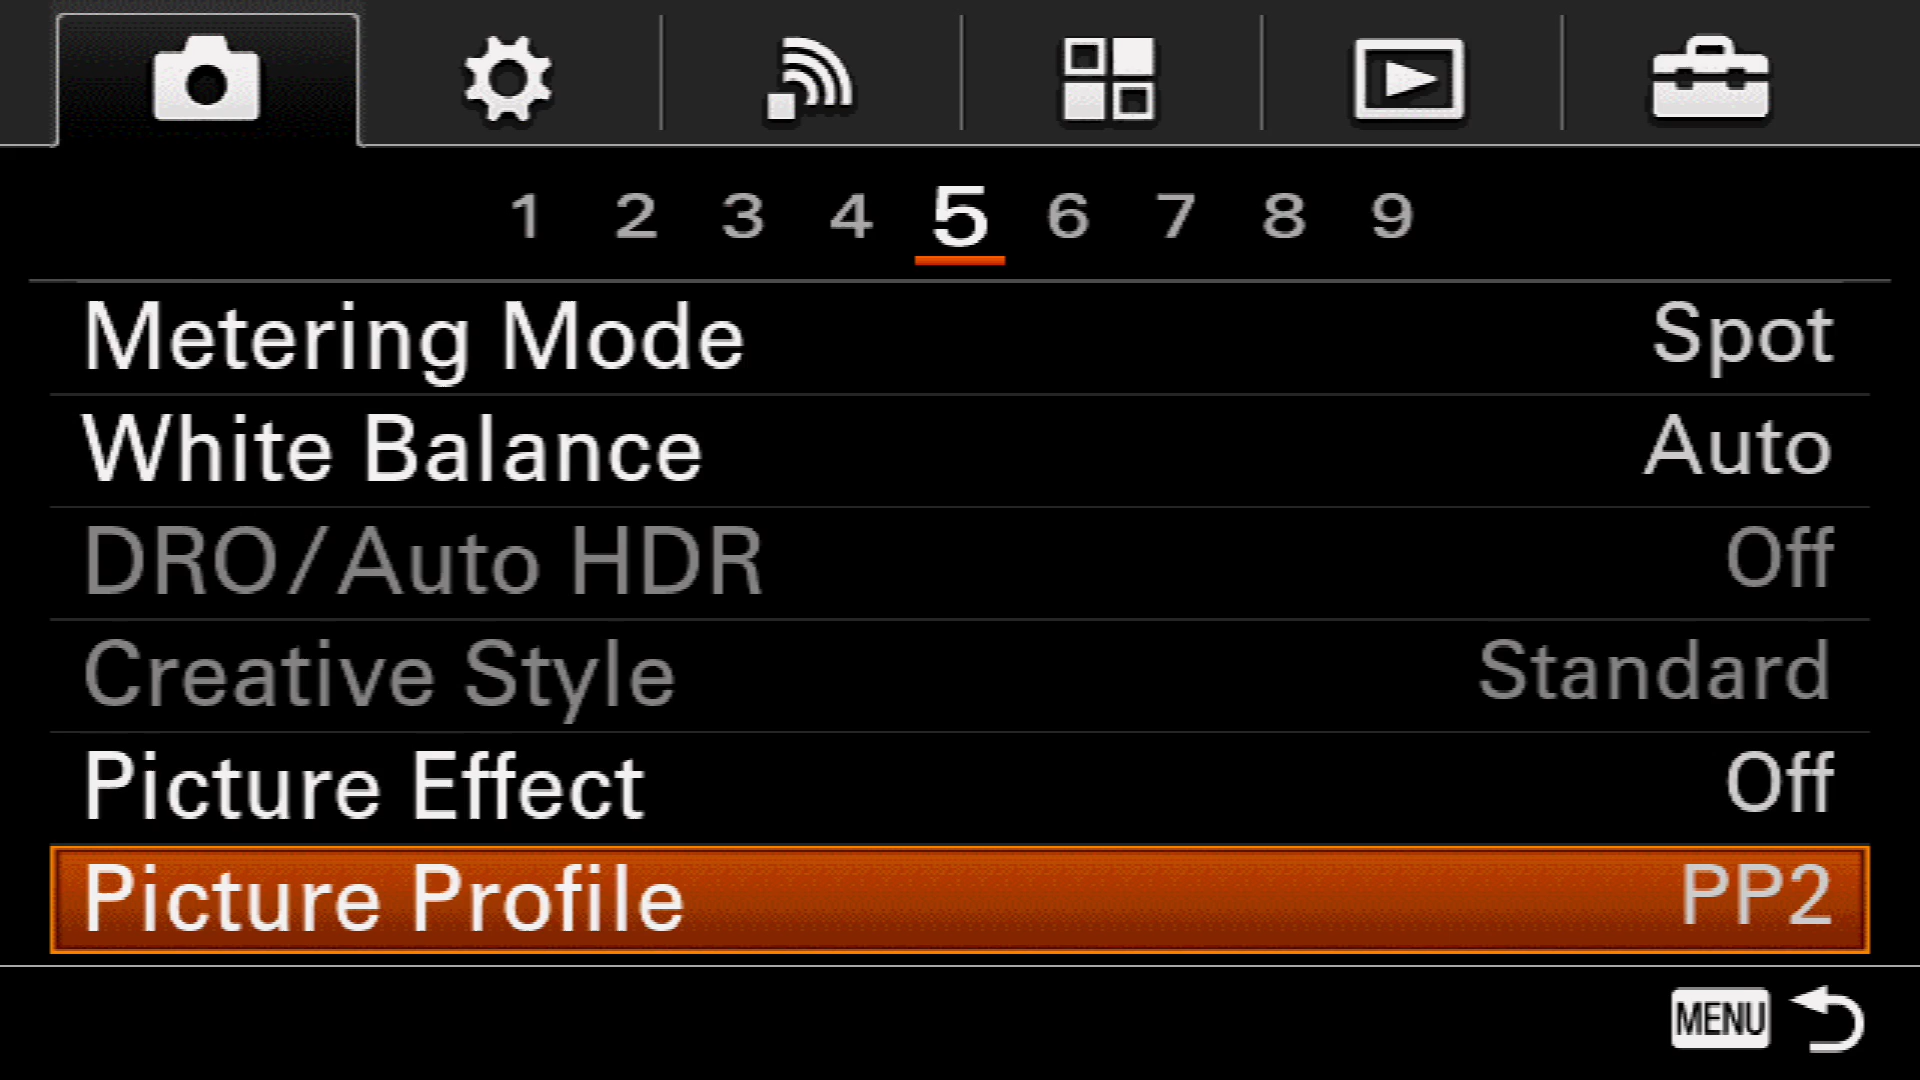 1 2 3 4 5 6 7 8 9
Metering Mode Spot
White Balance Auto
DRO/Auto HDR Off
Creative Style Standard
Picture Effect Off
Picture Profile PP2
MENU